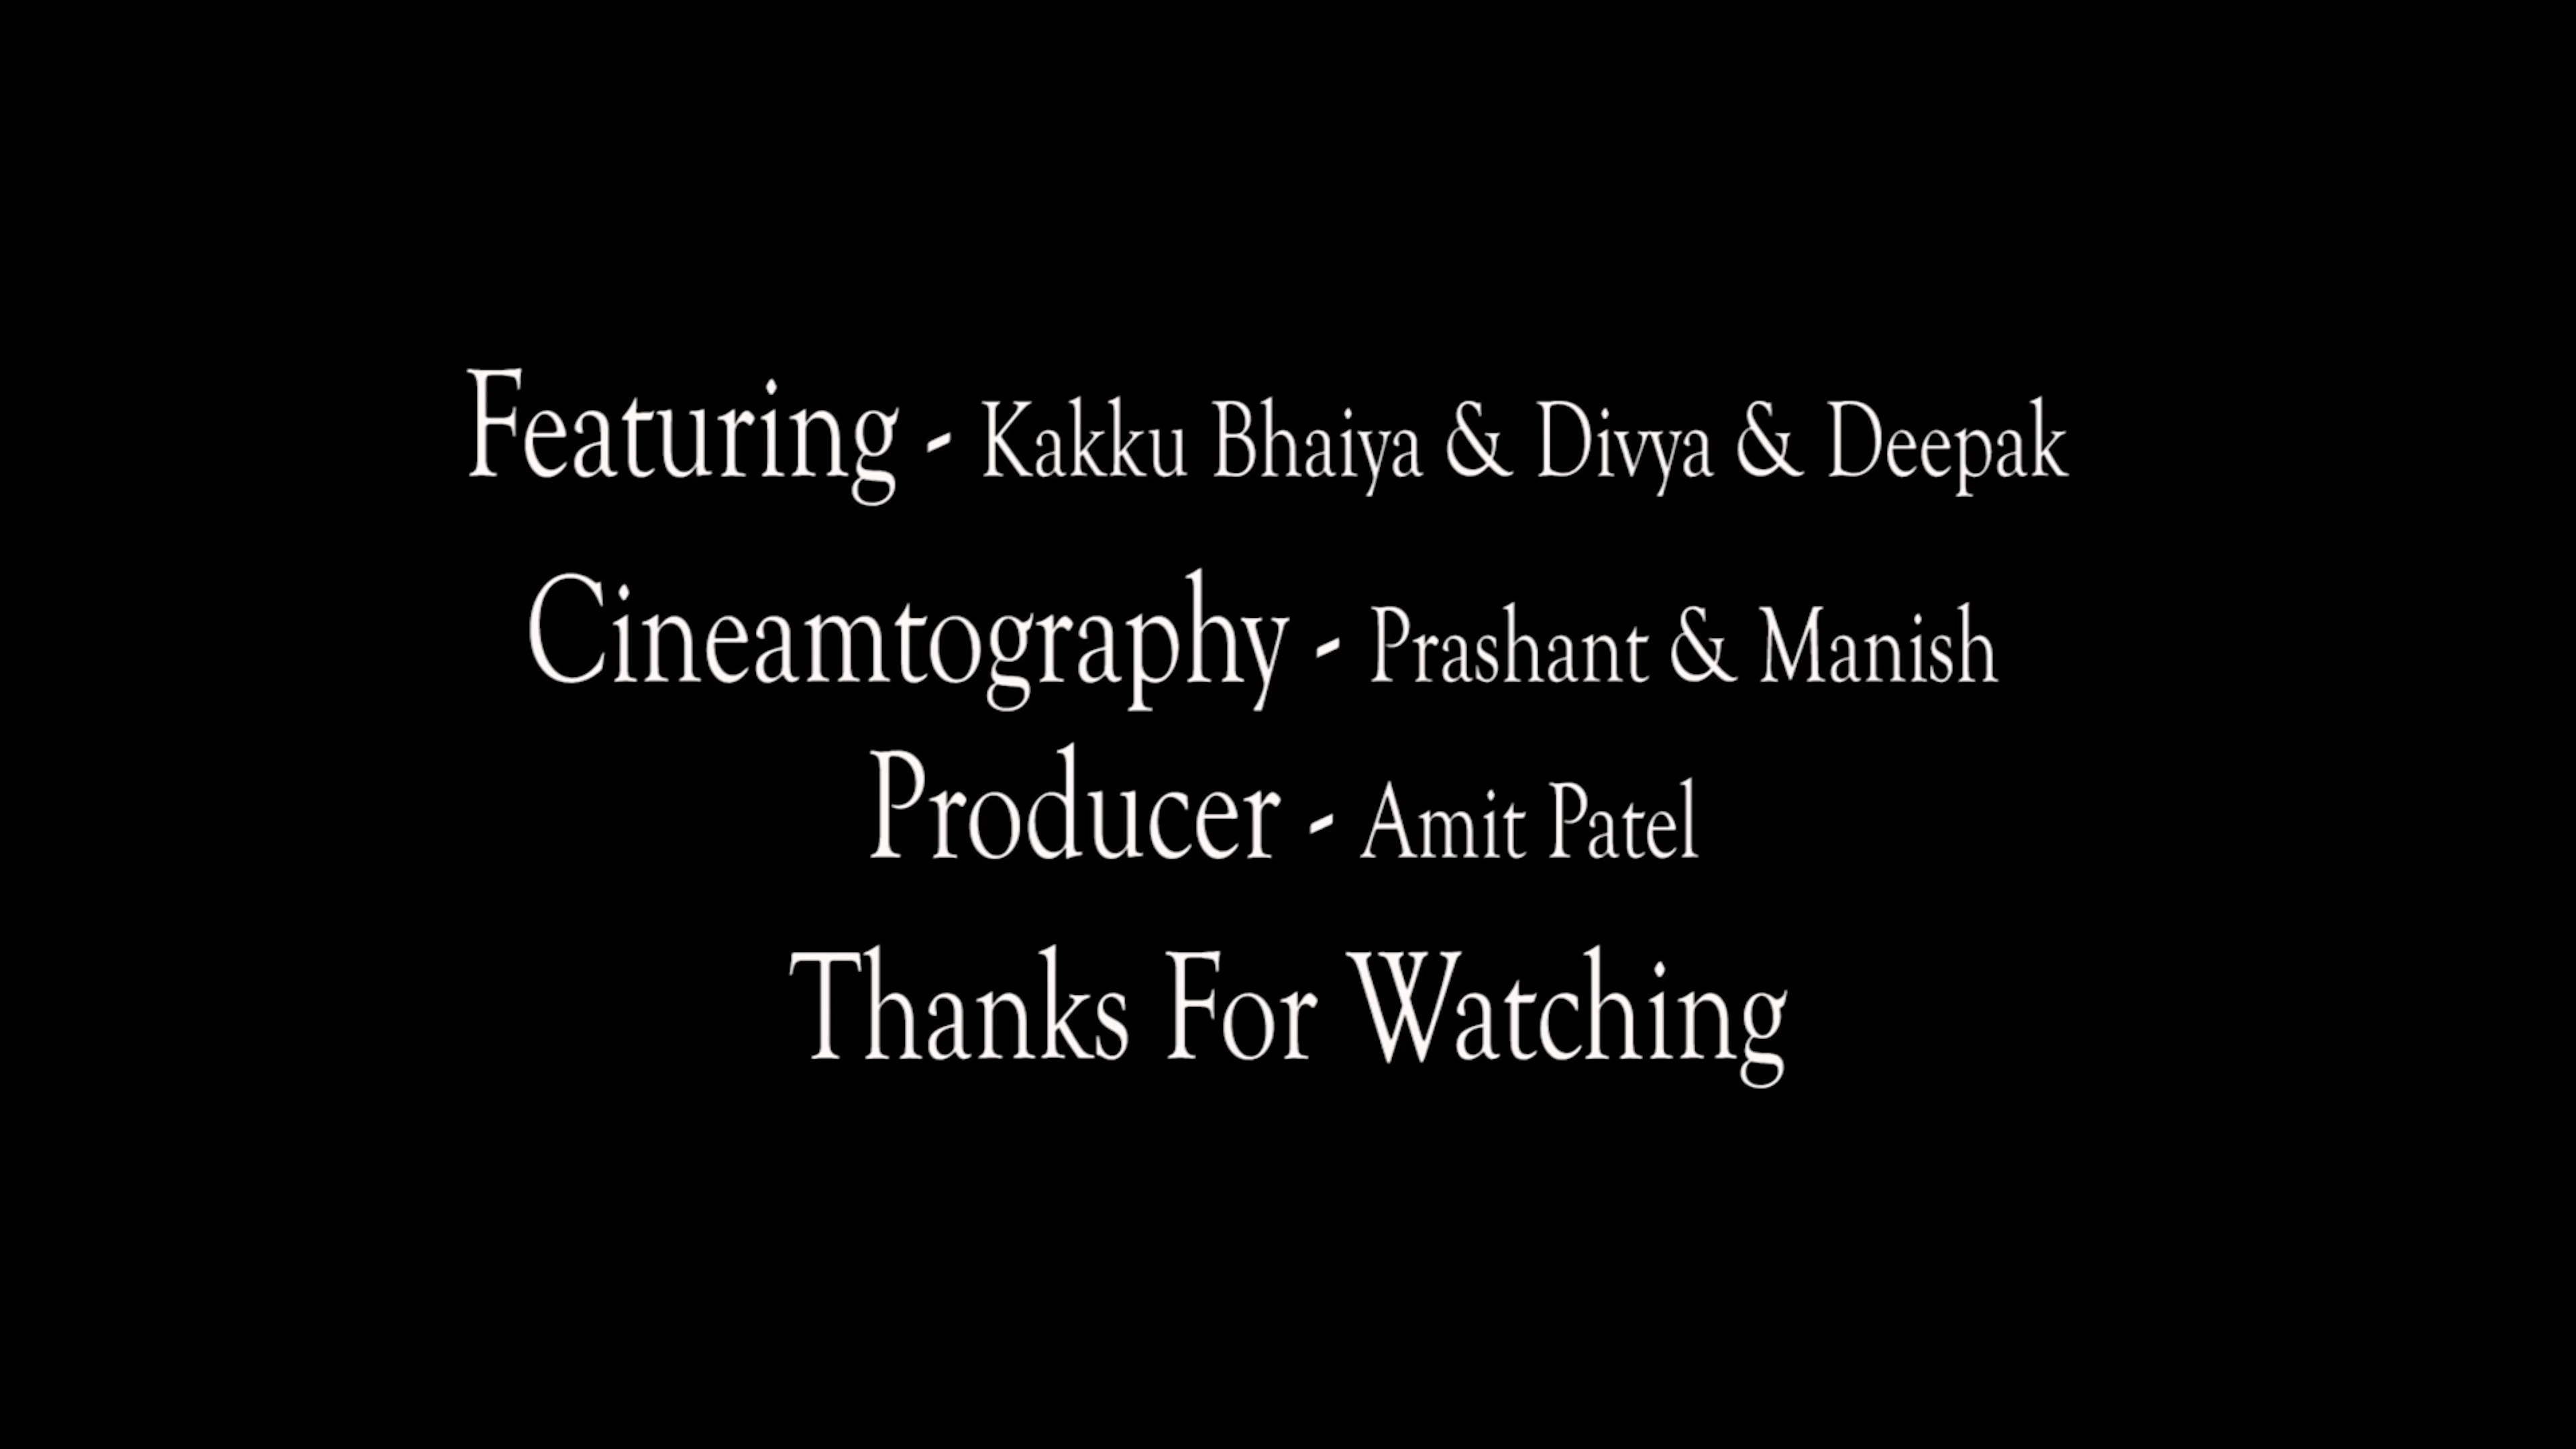 Featuring - Kakku Bhaiya & Divya & Deepak
Cineamtography - Prashant & Manish
Producer - Amit Patel
Thanks For Watching